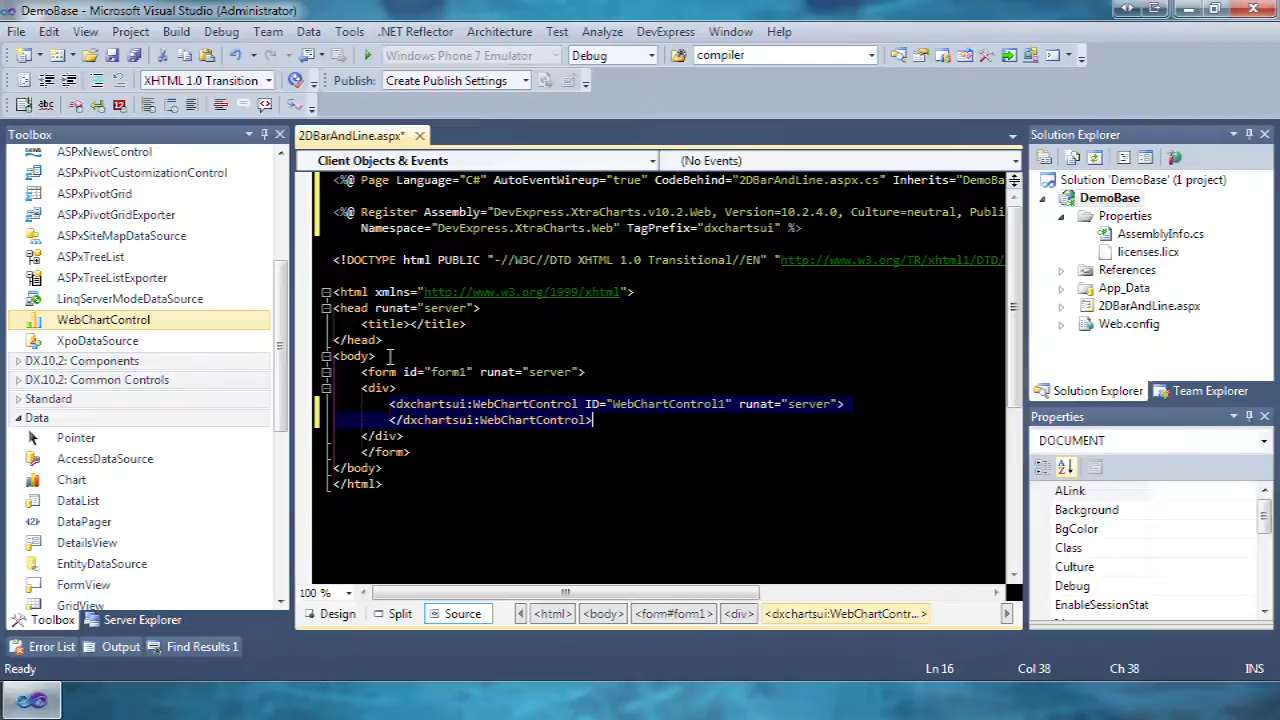 DemoBase - Microsoft Visual Studio (Administrator)
File Edit View Project Build Debug Team Data Tools .NET Reflector Architecture Test Analyze DevExpress Window Help
Windows Phone 7 Emulator Debug compiler
XHTML 1.0 Transition Publish: Create Publish Settings
Toolbox
ASPxNewsControl
ASPxPivotCustomizationControl
ASPxPivotGrid
ASPxPivotGridExporter
ASPxSiteMapDataSource
ASPxTreeList
ASPxTreeListExporter
LinqServerModeDataSource
WebChartControl
XpoDataSource
DX.10.2: Components
DX.10.2: Common Controls
Standard
Data
Pointer
AccessDataSource
Chart
DataList
DataPager
DetailsView
EntityDataSource
FormView
GridView
Toolbox Server Explorer
2DBarAndLine.aspx*
Client Objects & Events (No Events)
<%@ Page Language="C#" AutoEventWireup="true" CodeBehind="2DBarAndLine.aspx.cs" Inherits="DemoBa
<%@ Register Assembly="DevExpress.XtraCharts.v10.2.Web, Version=10.2.4.0, Culture=neutral, Publi
Namespace="DevExpress.XtraCharts.Web" TagPrefix="dxchartsui" %>
<!DOCTYPE html PUBLIC "-//W3C//DTD XHTML 1.0 Transitional//EN" "http://www.w3.org/TR/xhtml1/DTD/
<html xmlns="http://www.w3.org/1999/xhtml">
<head runat="server">
<title></title>
</head>
<body>
<form id="form1" runat="server">
<div>
<dxchartsui:WebChartControl ID="WebChartControl1" runat="server">
</dxchartsui:WebChartControl>
</div>
</form>
</body>
</html>
100 %
Design Split Source <html> <body> <form#form1> <div> <dxchartsui:WebChartContr...>
Solution Explorer
Solution 'DemoBase' (1 project)
DemoBase
Properties
AssemblyInfo.cs
licenses.licx
References
App_Data
2DBarAndLine.aspx
Web.config
Solution Explorer Team Explorer
Properties
DOCUMENT
ALink
Background
BgColor
Class
Culture
Debug
EnableSessionStat
Error List Output Find Results 1
Ready Ln 16 Col 38 Ch 38 INS